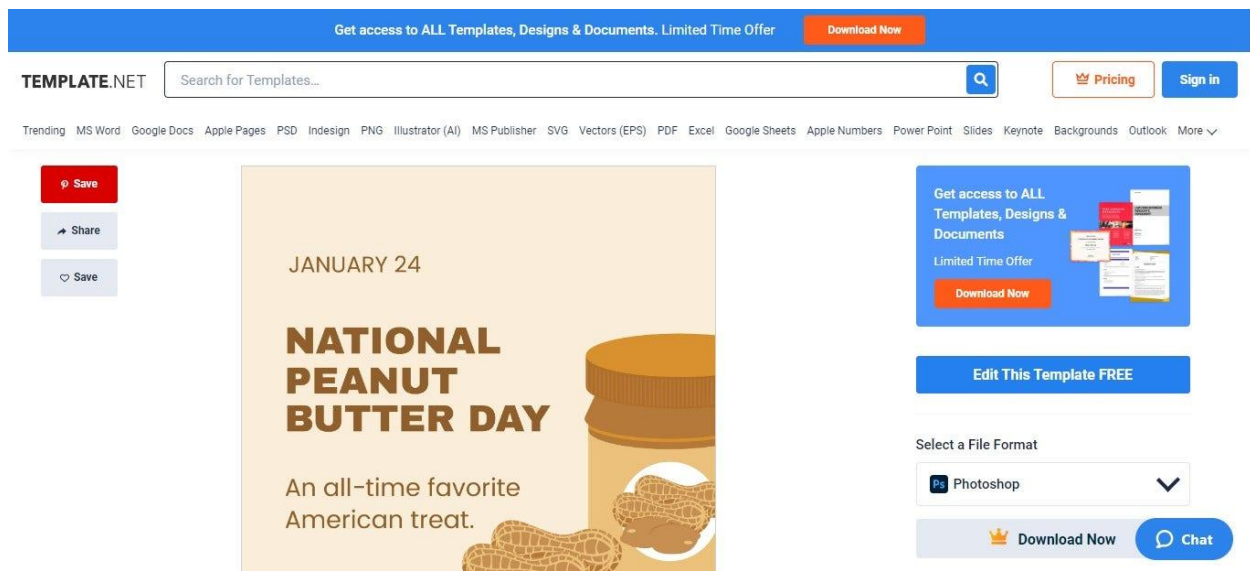 Get access to ALL Templates, Designs & Documents. Limited Time Offer
Download Now
TEMPLATE.NET
Search for Templates...
Pricing
Sign in
Trending MS Word Google Docs Apple Pages PSD Indesign PNG Illustrator (AI) MS Publisher SVG Vectors (EPS) PDF Excel Google Sheets Apple Numbers Power Point Slides Keynote Backgrounds Outlook More
Save
Share
Save
JANUARY 24
NATIONAL
PEANUT
BUTTER DAY
An all-time favorite
American treat.
Get access to ALL
Templates, Designs &
Documents
Limited Time Offer
Download Now
Edit This Template FREE
Select a File Format
Ps Photoshop
Download Now
Chat